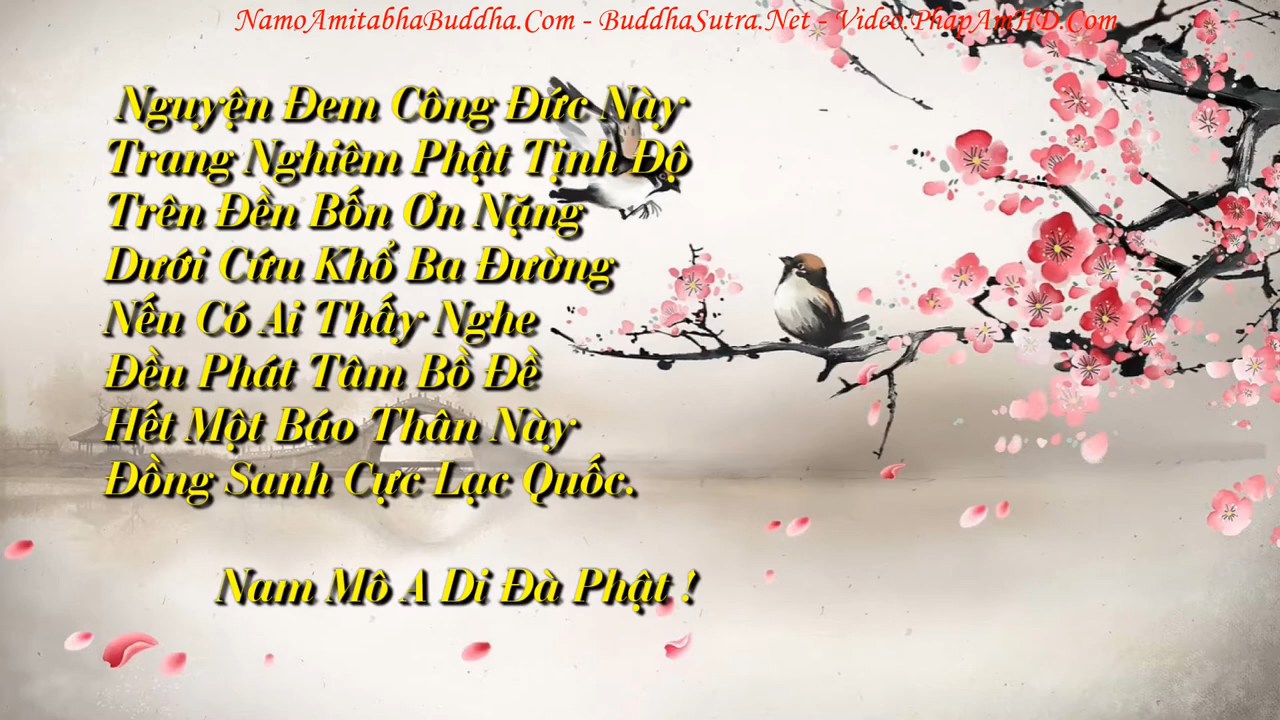 NamoAmitabhaBuddha.Com - BuddhaSutra.Net - Video.PhapAmHD.Com
Nguyện Đem Công Đức Này
Trang Nghiêm Phật Tịnh Độ
Trên Đền Bốn Ơn Nặng
Dưới Cứu Khổ Ba Đường
Nếu Có Ai Thấy Nghe
Đều Phát Tâm Bồ Đề
Hết Một Báo Thân Này
Đồng Sanh Cực Lạc Quốc.
Nam Mô A Di Đà Phật !